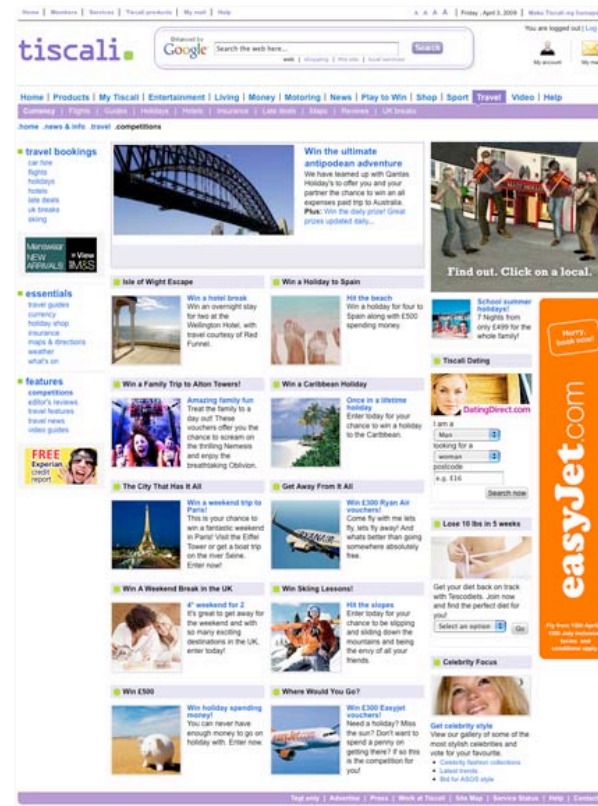 Home | Members | Services | Tiscali products | My mail | Help
A A A A | Friday, April 3, 2009 | Make Tiscali my homepa
You are logged out | Log
tiscali.
Enhanced by
Google
Search the web here...
Search
web | shopping | this site | local services
My account
My ma
Home | Products | My Tiscali | Entertainment | Living | Money | Motoring | News | Play to Win | Shop | Sport | Travel | Video | Help
Currency | Flights | Guides | Holidays | Hotels | Insurance | Late deals | Maps | Reviews | UK breaks
.home .news & info .travel .competitions
travel bookings
car hire
flights
holidays
hotels
late deals
uk breaks
skiing
Menswear
NEW
ARRIVALS
» View
M&S
essentials
travel guides
currency
holiday shop
insurance
maps & directions
weather
what's on
features
competitions
editor's reviews
travel features
travel news
video guides
FREE
Experian
credit
report
Win the ultimate
antipodean adventure
We have teamed up with Qantas
Holiday's to offer you and your
partner the chance to win an all
expenses paid trip to Australia.
Plus: Win the daily prize! Great
prizes updated daily...
Isle of Wight Escape
Win a hotel break
Win an overnight stay
for two at the
Wellington Hotel, with
travel courtesy of Red
Funnel.
Win a Holiday to Spain
Hit the beach
Win a holiday for four to
Spain along with £500
spending money.
Win a Family Trip to Alton Towers!
Amazing family fun
Treat the family to a
day out! These
vouchers offer you the
chance to scream on
the thrilling Nemesis
and enjoy the
breathtaking Oblivion.
Win a Caribbean Holiday
Once in a lifetime
holiday
Enter today for your
chance to win a holiday
to the Caribbean.
The City That Has It All
Win a weekend trip to
Paris!
This is your chance to
win a fantastic weekend
in Paris! Visit the Eiffel
Tower or get a boat trip
on the river Seine.
Enter now!
Get Away From It All
Win £300 Ryan Air
vouchers!
Come fly with me lets
fly, lets fly away! And
whats better than going
somewhere absolutely
free.
RYANAIR
Win A Weekend Break in the UK
4* weekend for 2
It's great to get away for
the weekend and with
so many exciting
destinations in the UK.
enter today!
Win Skiing Lessons!
Hit the slopes
Enter today for your
chance to be slipping
and sliding down the
mountains and being
the envy of all your
friends.
Win £500
Win holiday spending
money!
You can never have
enough money to go on
holiday with. Enter now.
Where Would You Go?
Win £300 Easyjet
vouchers!
Need a holiday? Miss
the sun? Don't want to
spend a penny on
getting there? If so this
is the competition for
you!
Find out. Click on a local.
School summer
holidays!
7 Nights from
only £499 for the
whole family!
Tiscali Dating
DatingDirect.com
I am a
Man
looking for a
woman
postcode
e.g. E16
Search now
Lose 10 lbs in 5 weeks
Get your diet back on track
with Tescodiets. Join now
and find the perfect diet for
you!
Select an option
Go
Celebrity Focus
Get celebrity style
View our gallery of some of the
most stylish celebrities and
vote for your favourite.
Celebrity fashion collections
Latest trends
Bid for ASOS style
Hurry,
book now!
easyJet.com
Text only | Advertise | Press | Work at Tiscali | Site Map | Service Status | Help | Contact